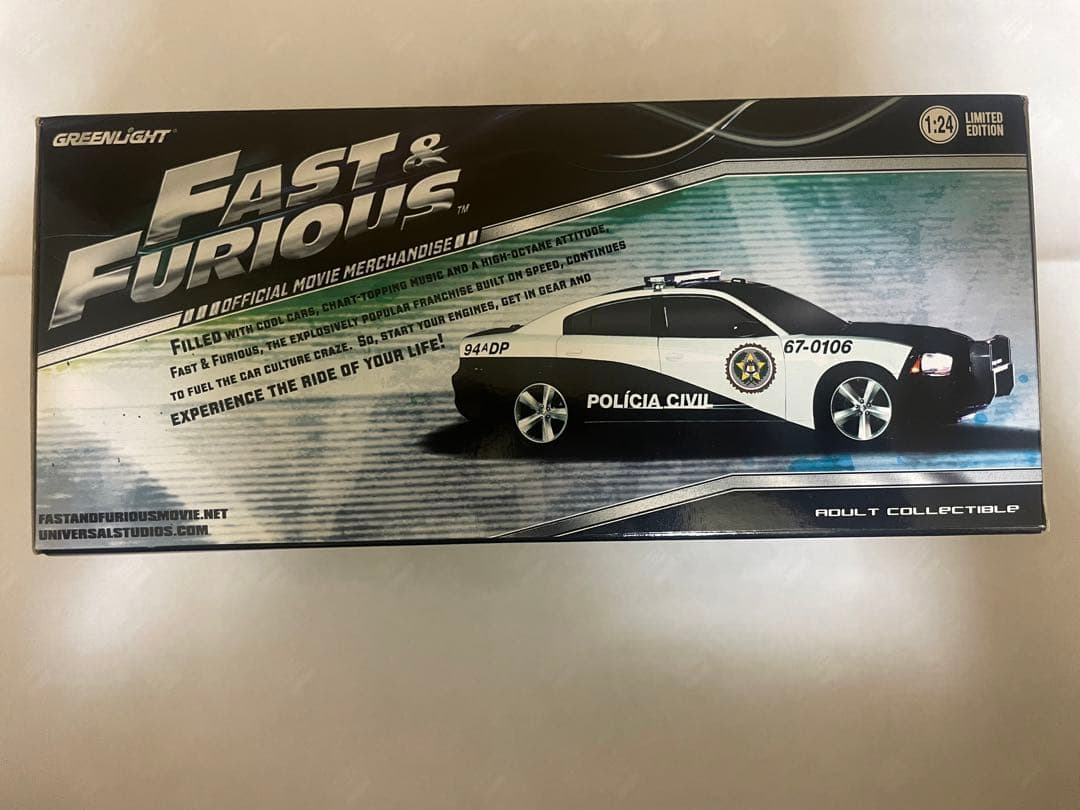 GREENLiGHT
1:24 LIMITED
EDITION
FAST &
FURIOUS™
OFFICIAL MOVIE MERCHANDISE
FILLED WITH COOL CARS, CHART-TOPPING MUSIC AND A HIGH-OCTANE ATTITUDE,
FAST & FURIOUS, THE EXPLOSIVELY POPULAR FRANCHISE BUILT ON SPEED, CONTINUES
TO FUEL THE CAR CULTURE CRAZE. SO, START YOUR ENGINES, GET IN GEAR AND
EXPERIENCE THE RIDE OF YOUR LIFE!
94ªDP
67-0106
POLÍCIA CIVIL
FASTANDFURIOUSMOVIE.NET
UNIVERSALSTUDIOS.COM
ADULT COLLECTIBLE